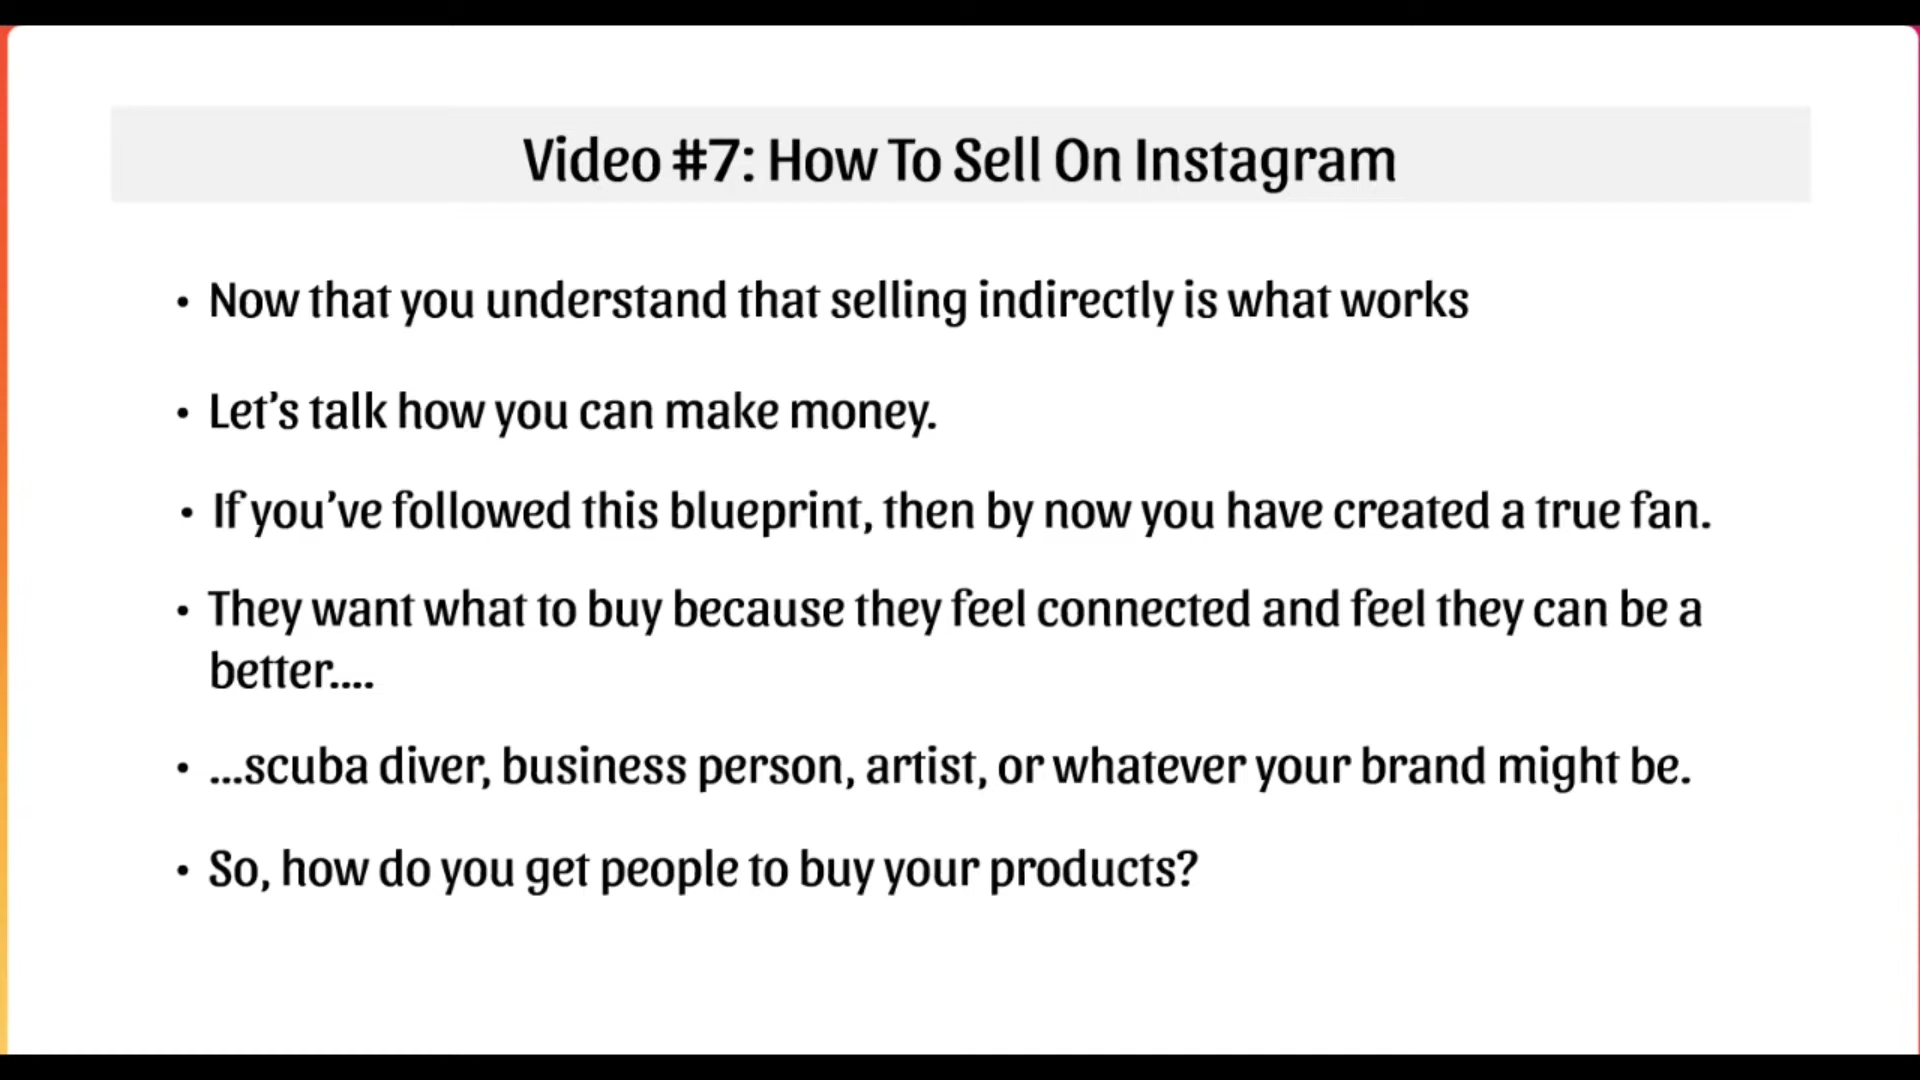 Video #7: How To Sell On Instagram
• Now that you understand that selling indirectly is what works
• Let’s talk how you can make money.
• If you’ve followed this blueprint, then by now you have created a true fan.
• They want what to buy because they feel connected and feel they can be a
better....
• ...scuba diver, business person, artist, or whatever your brand might be.
• So, how do you get people to buy your products?